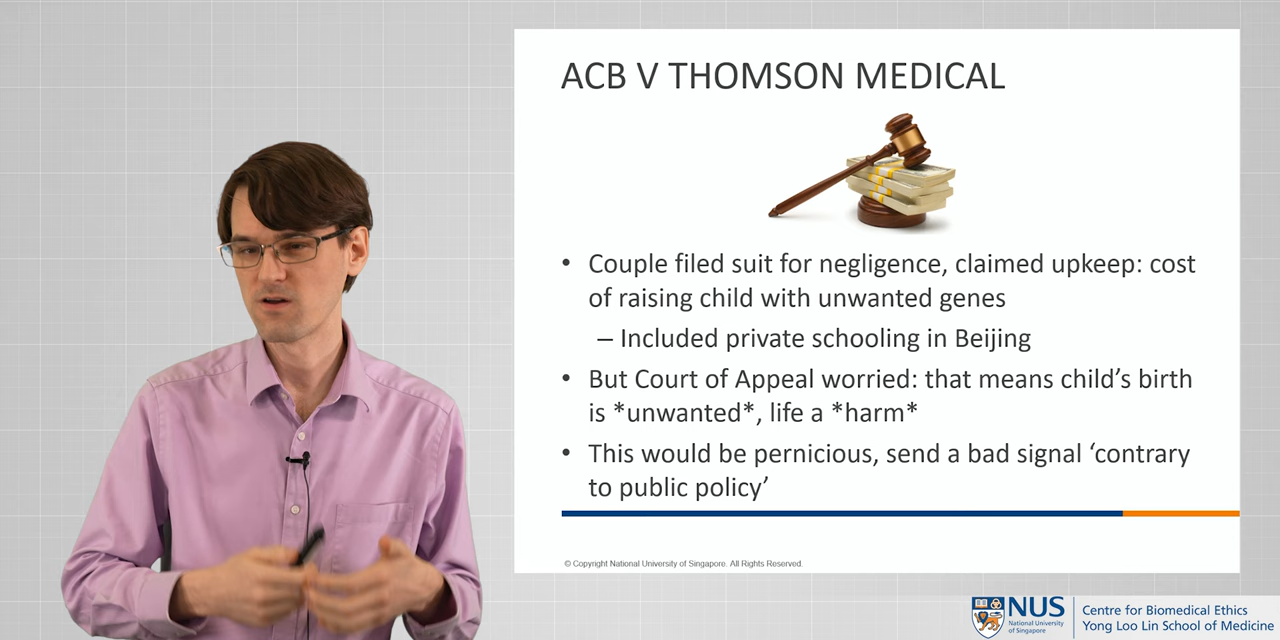 ACB V THOMSON MEDICAL
• Couple filed suit for negligence, claimed upkeep: cost
of raising child with unwanted genes
– Included private schooling in Beijing
• But Court of Appeal worried: that means child’s birth
is *unwanted*, life a *harm*
• This would be pernicious, send a bad signal ‘contrary
to public policy’
© Copyright National University of Singapore. All Rights Reserved.
NUS
National University
of Singapore
Centre for Biomedical Ethics
Yong Loo Lin School of Medicine